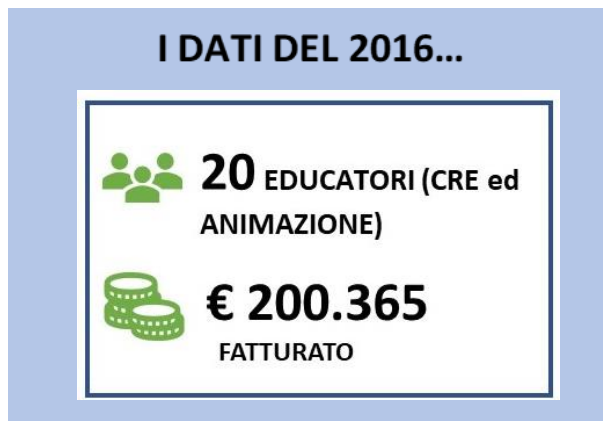 I DATI DEL 2016...
20 EDUCATORI (CRE ed
ANIMAZIONE)
€ 200.365
FATTURATO